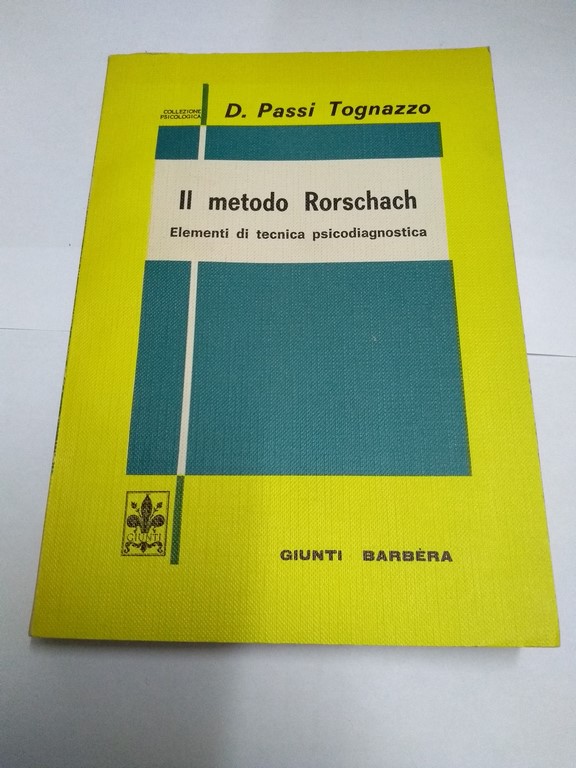 COLLEZIONE
PSICOLOGICA
D. Passi Tognazzo
Il metodo Rorschach
Elementi di tecnica psicodiagnostica
GIUNTI
GIUNTI BARBÈRA